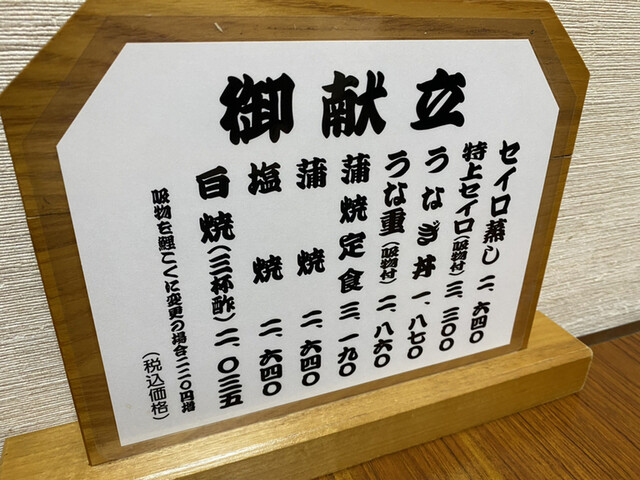 御献立
セイロ蒸し 二、六四〇
特上セイロ(吸物付) 三、三〇〇
うなぎ丼 一、八七〇
うな重(吸物付) 二、八六〇
蒲焼定食 三、一九〇
蒲焼 二、六四〇
塩焼 二、六四〇
白焼(三杯酢) 二、〇三五
吸物を鯉こくに変更の場合二二〇円増
(税込価格)